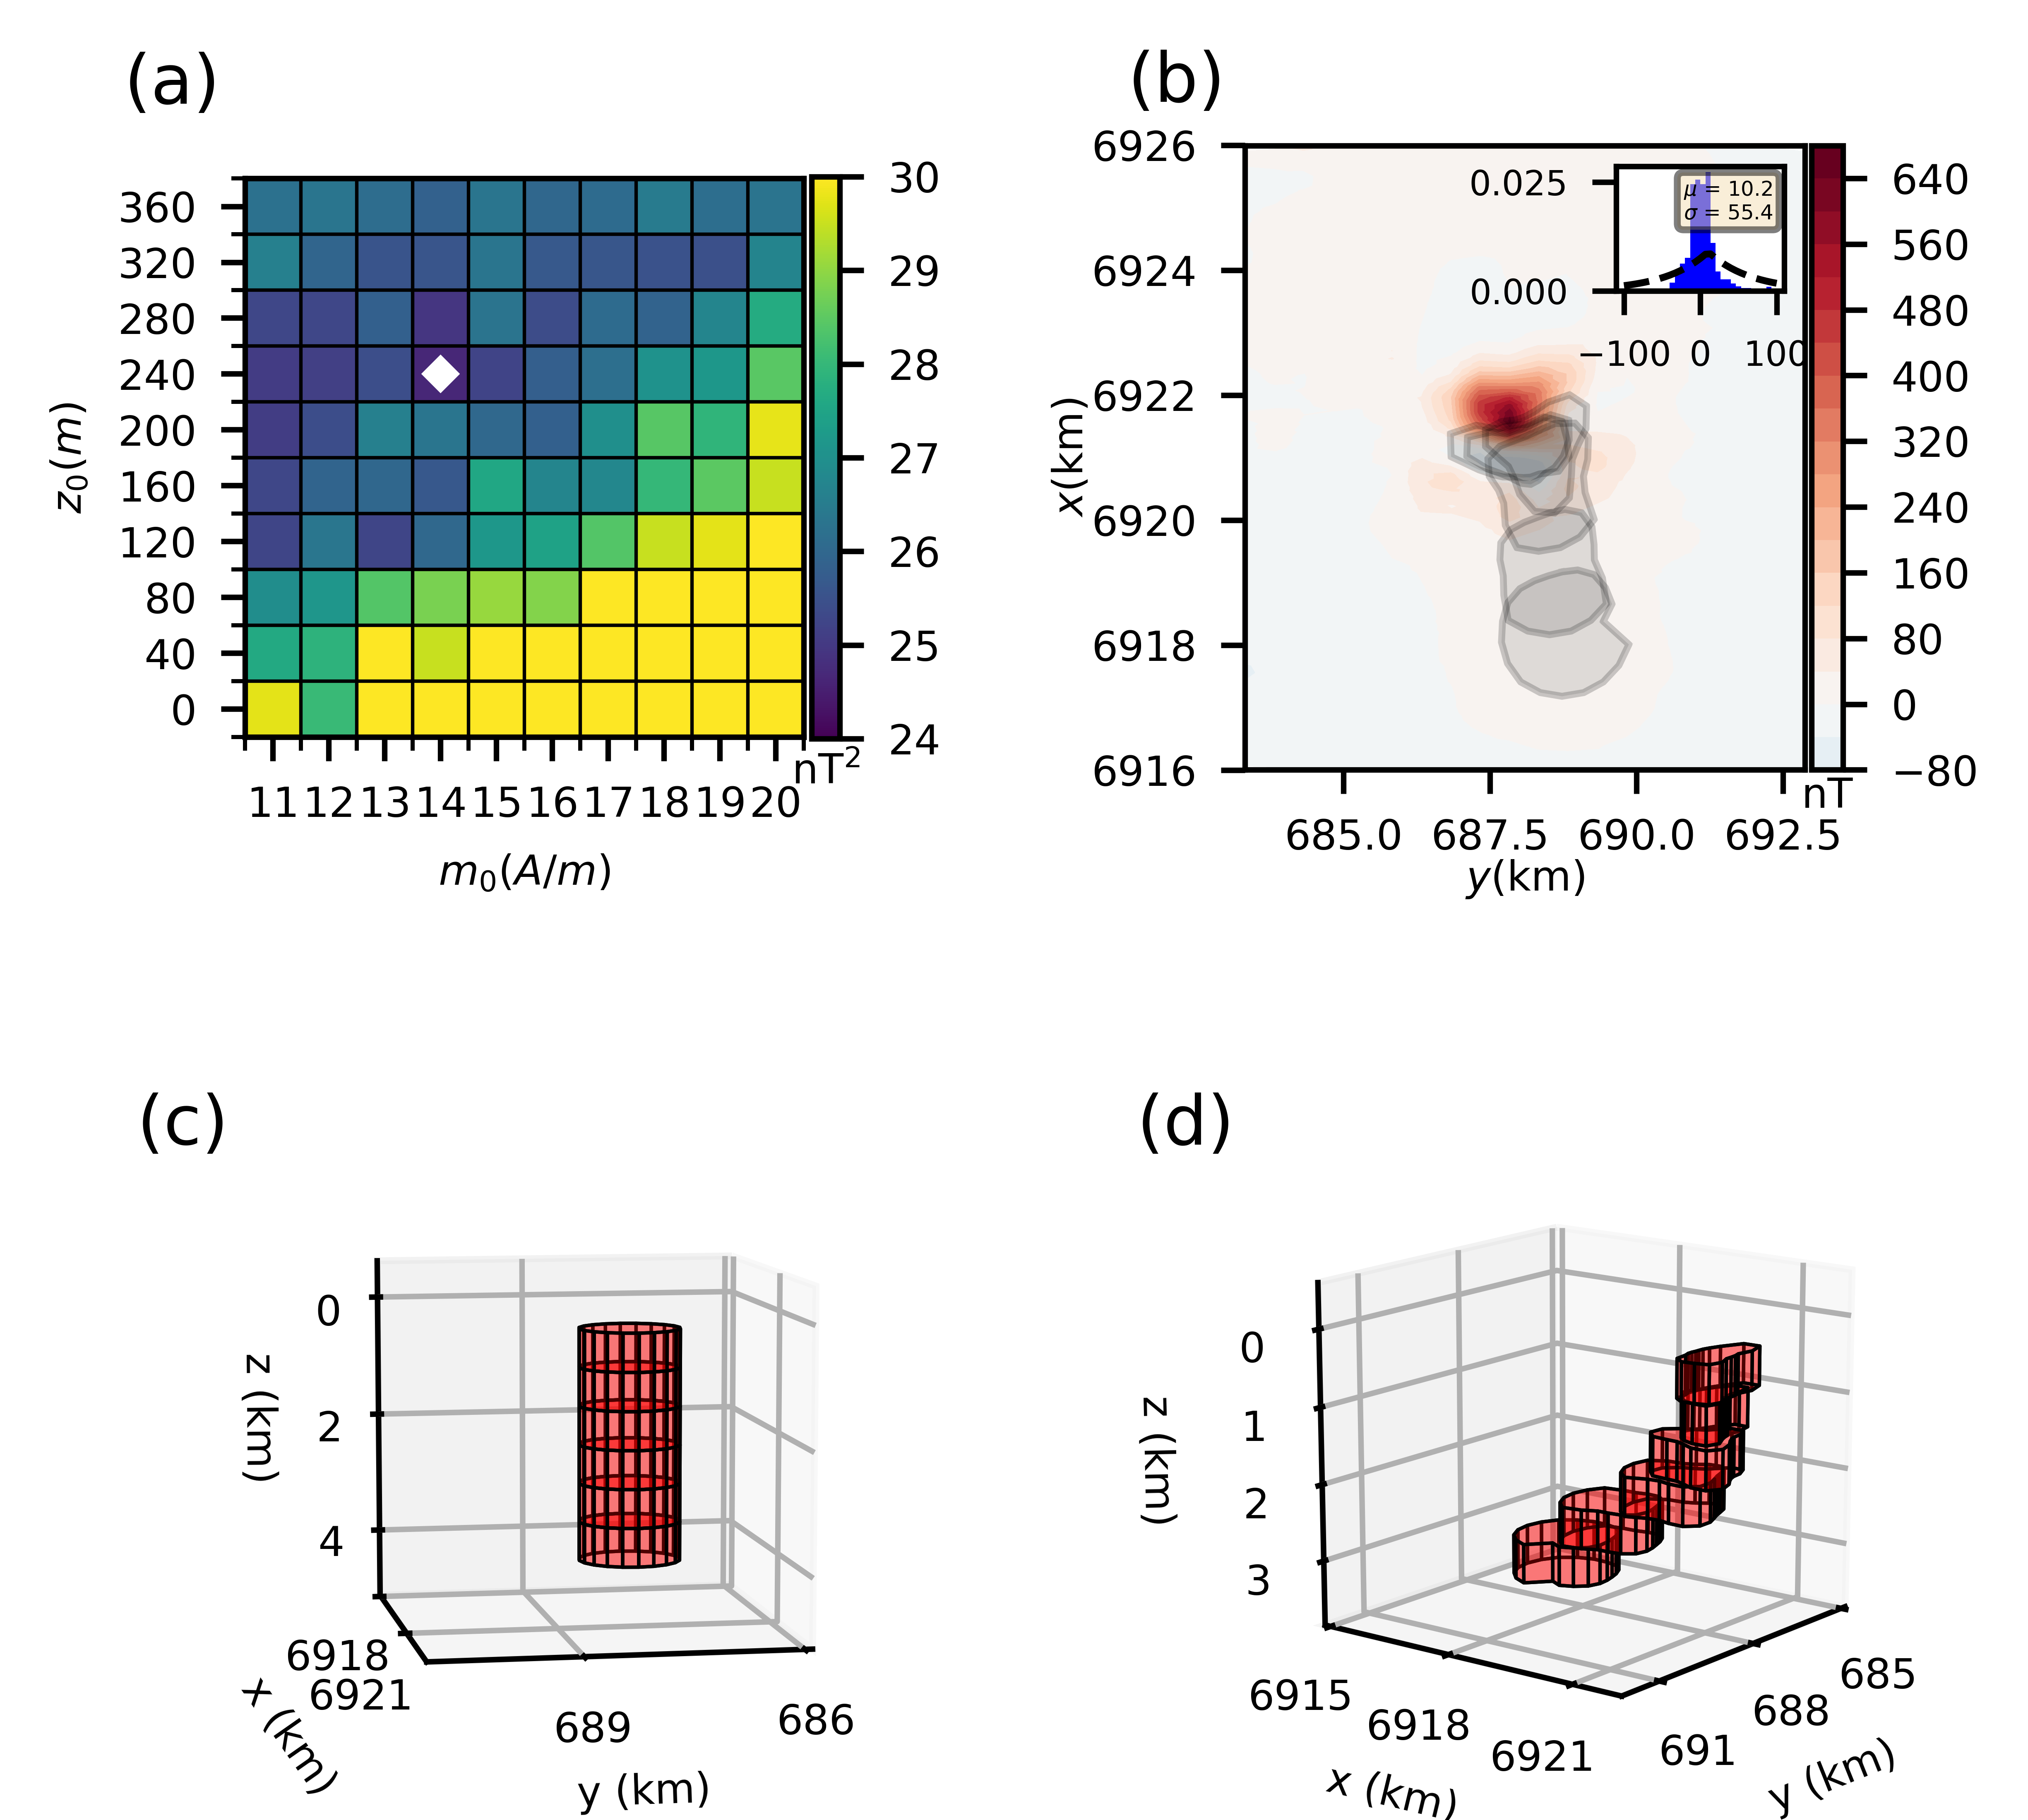 (a)
(b)
360
320
280
240
200
160
120
80
40
0
z0(m)
11 12 13 14 15 16 17 18 19 20
m0(A/m)
30
29
28
27
26
25
24
nT²
6926
6924
6922
6920
6918
6916
x(km)
685.0 687.5 690.0 692.5
y(km)
0.025
0.000
−100 0 100
μ = 10.2
σ = 55.4
640
560
480
400
320
240
160
80
0
−80
nT
(c)
(d)
0
2
4
z (km)
6918
6921
x (km)
689
686
y (km)
0
1
2
3
z (km)
6915
6918
6921
x (km)
691
688
685
y (km)